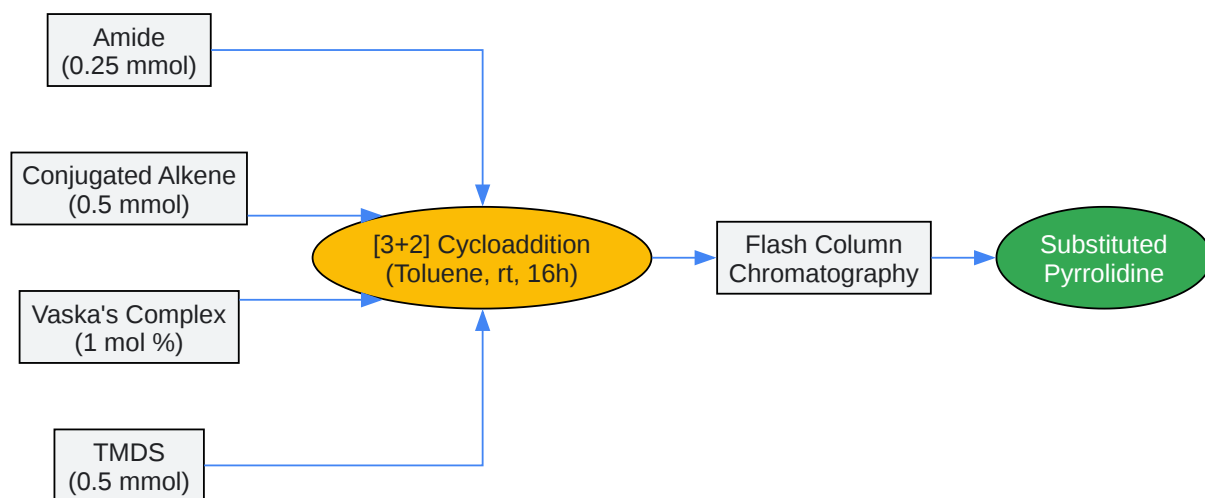 Amide
(0.25 mmol)
Conjugated Alkene
(0.5 mmol)
Vaska's Complex
(1 mol %)
TMDS
(0.5 mmol)
[3+2] Cycloaddition
(Toluene, rt, 16h)
Flash Column
Chromatography
Substituted
Pyrrolidine